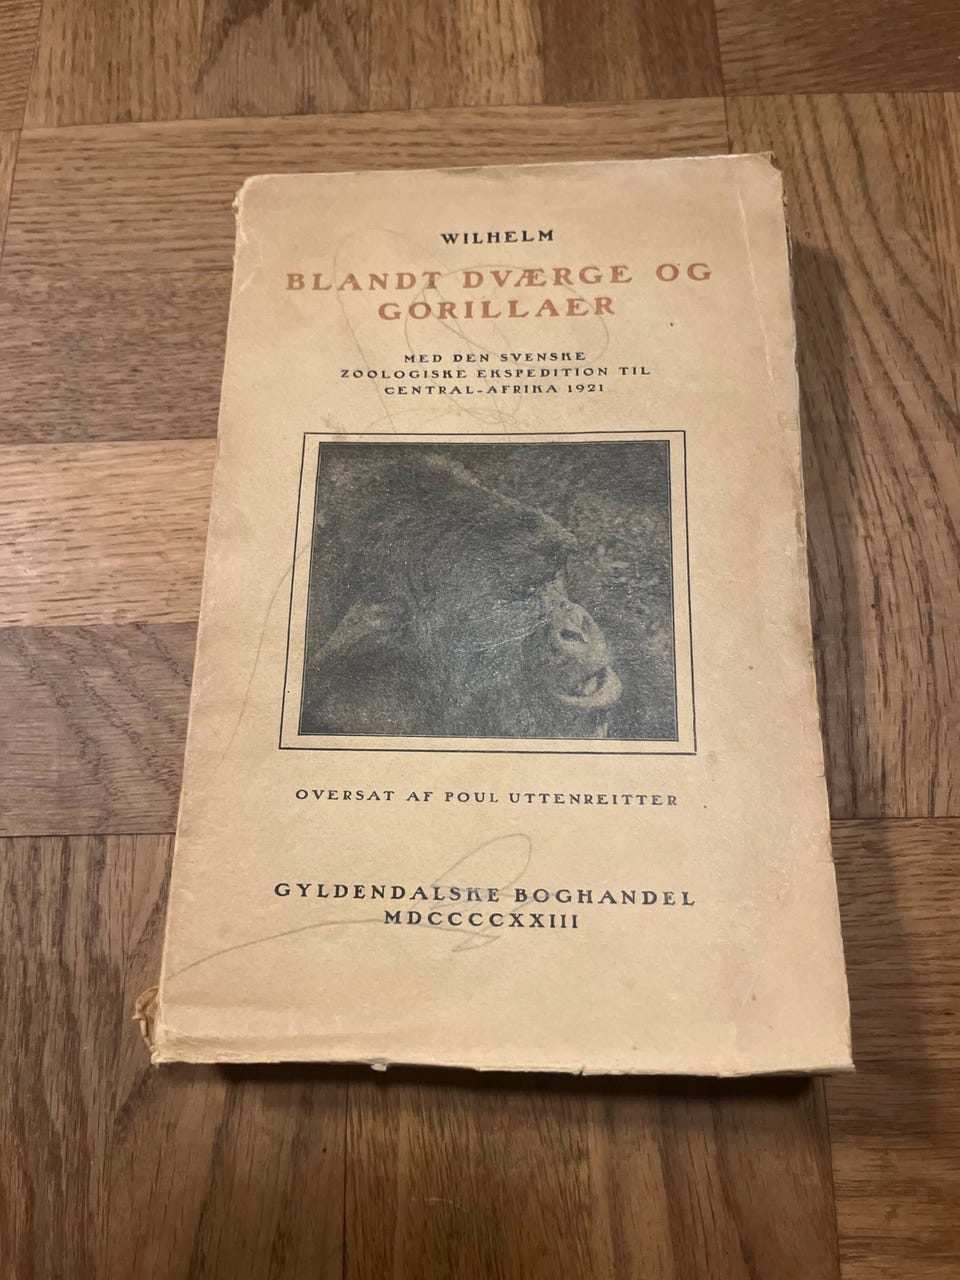 WILHELM
BLANDT DVÆRGE OG
GORILLAER
MED DEN SVENSKE
ZOOLOGISKE EKSPEDITION TIL
CENTRAL-AFRIKA 1921
OVERSAT AF POUL UTTENREITTER
GYLDENDALSKE BOGHANDEL
MDCCCCXXIII